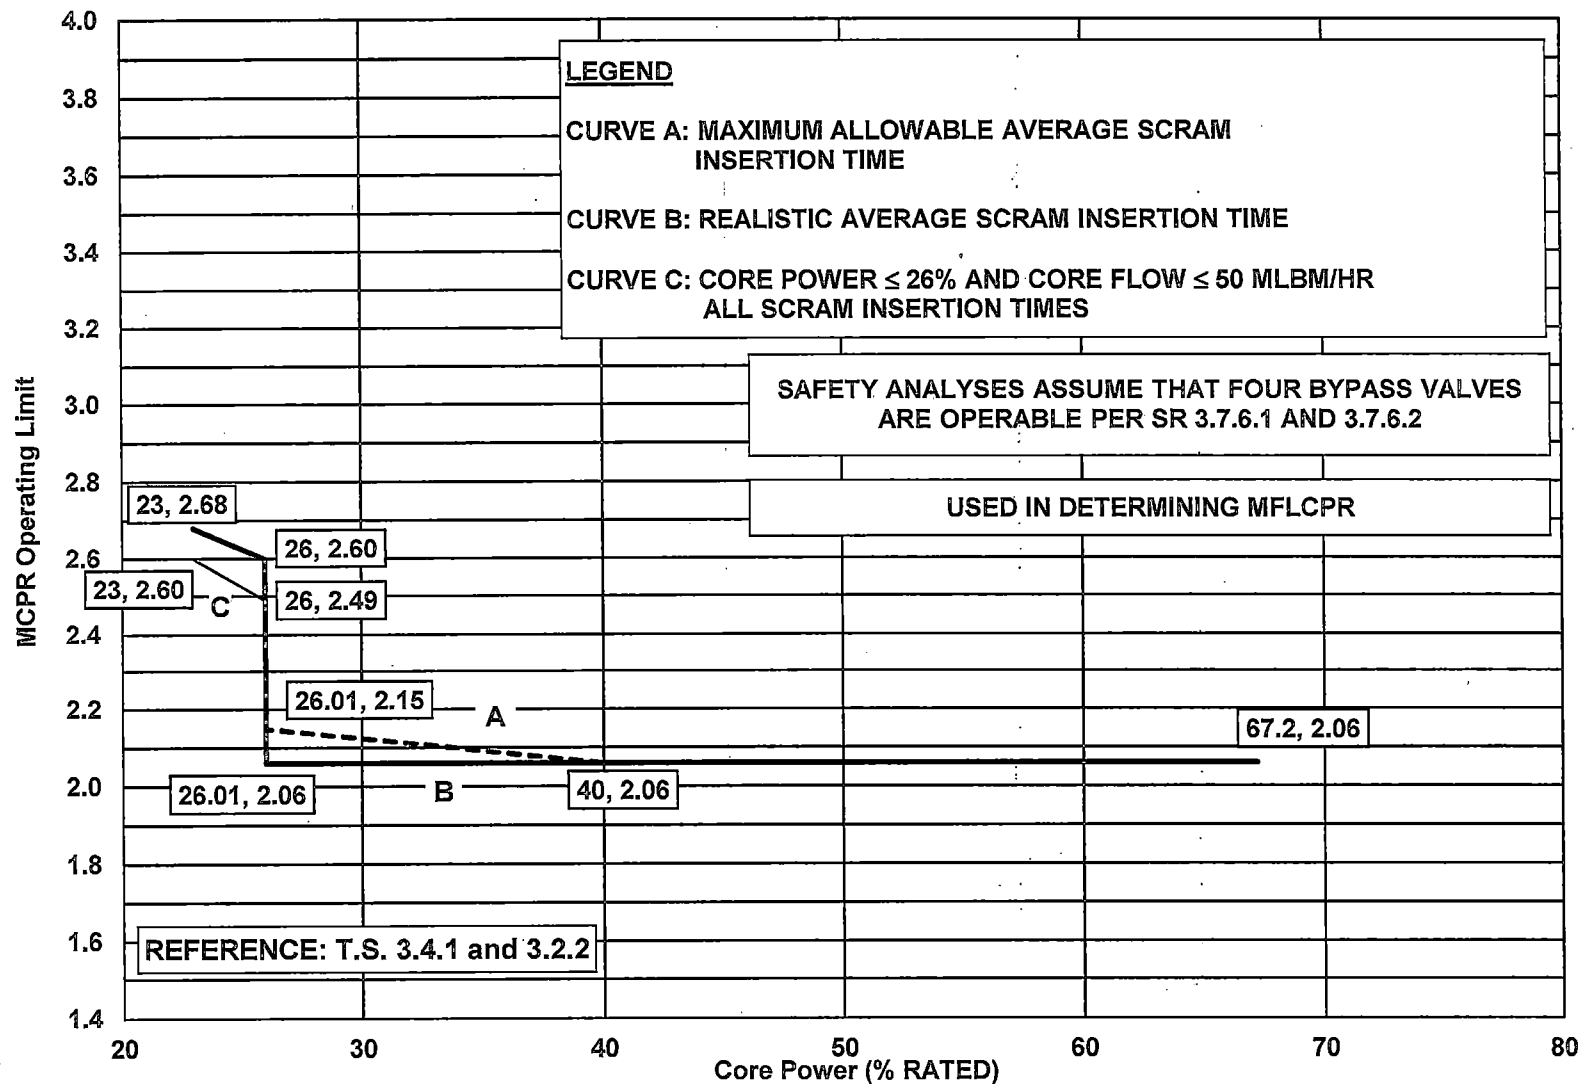 4.0
3.8
3.6
3.4
3.2
3.0
2.8
2.6
2.4
2.2
2.0
1.8
1.6
1.4
MCPR Operating Limit
LEGEND
CURVE A: MAXIMUM ALLOWABLE AVERAGE SCRAM
INSERTION TIME
CURVE B: REALISTIC AVERAGE SCRAM INSERTION TIME
CURVE C: CORE POWER ≤ 26% AND CORE FLOW ≤ 50 MLBM/HR
ALL SCRAM INSERTION TIMES
SAFETY ANALYSES ASSUME THAT FOUR BYPASS VALVES
ARE OPERABLE PER SR 3.7.6.1 AND 3.7.6.2
USED IN DETERMINING MFLCPR
23, 2.68
26, 2.60
23, 2.60
C
26, 2.49
26.01, 2.15
A
67.2, 2.06
26.01, 2.06
B
40, 2.06
REFERENCE: T.S. 3.4.1 and 3.2.2
20
30
40
50
60
70
80
Core Power (% RATED)